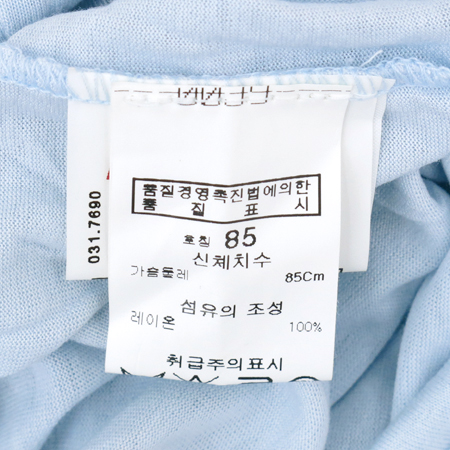 품질경영촉진법에의한
품 질 표 시
호칭 85
신체치수
가슴둘레 85Cm
섬유의 조성
레이온 100%
취급주의표시
031.7690